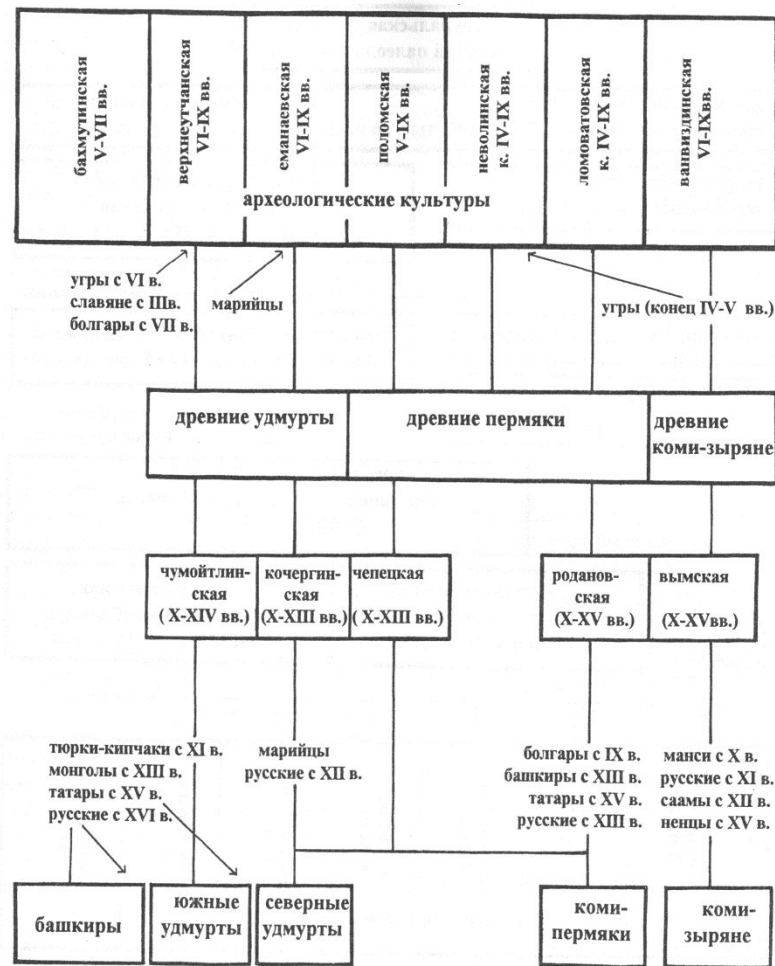 бахмутинская
V-VII вв.
верхнеутчанская
VI-IX вв.
еманаевская
VI-IX вв.
поломская
V-IX вв.
неволинская
к. IV-IX вв.
ломоватовская
к. IV-IX вв.
ванвиздинская
VI-IXвв.
археологические культуры
угры с VI в.
славяне с IIIв.
болгары с VII в.
марийцы
угры (конец IV-V вв.)
древние удмурты
древние пермяки
древние
коми-зыряне
чумойтлин-
ская
( X-XIV вв.)
кочергин-
ская
(X-XIII вв.)
чепецкая
( X-XIII вв.)
роданов-
ская
(X-XV вв.)
вымская
(X-XVвв.)
тюрки-кипчаки с XI в.
монголы с XIII в.
татары с XV в.
русские с XVI в.
марийцы
русские с XII в.
болгары с IX в.
башкиры с XIII в.
татары с XV в.
русские с XIII в.
манси с X в.
русские с XI в.
саамы с XII в.
ненцы с XV в.
башкиры
южные
удмурты
северные
удмурты
коми-
пермяки
коми-
зыряне